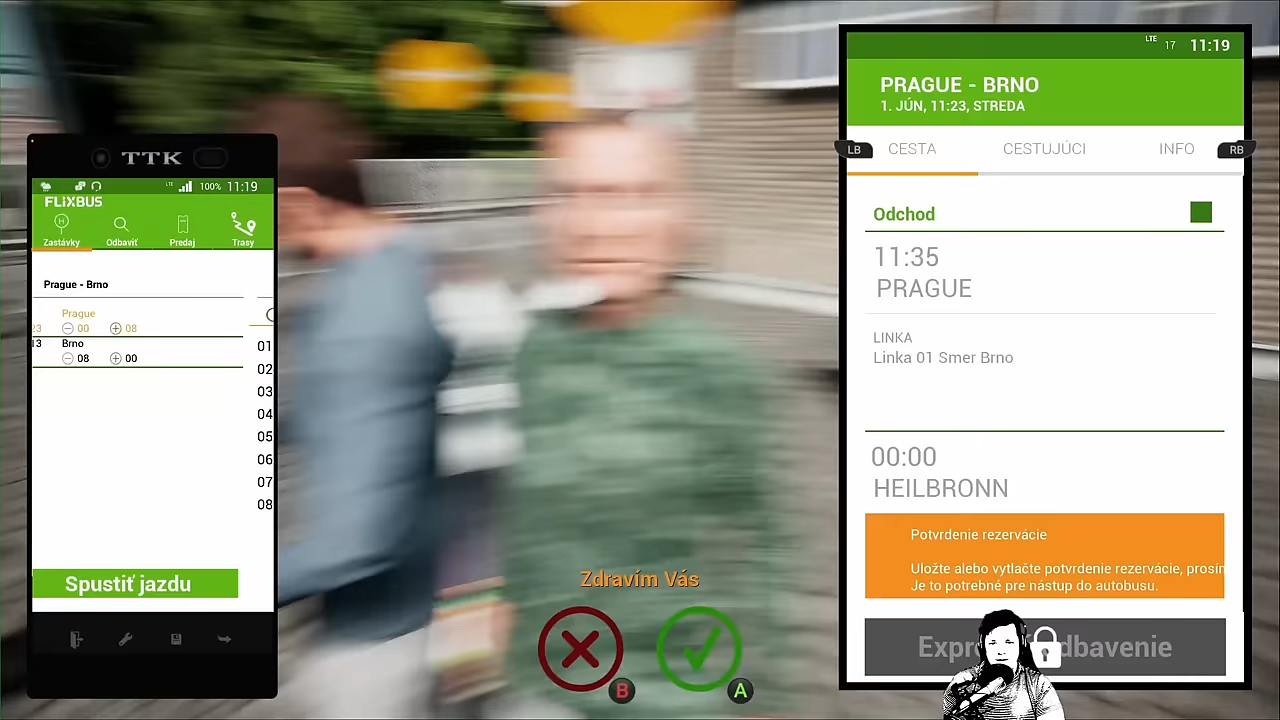 TTK
LTE 100% 11:19
FLiXBUS
Zastávky Odbaviť Predaj Trasy
Prague - Brno
Prague
23 00 08
13 Brno
08 00
01
02
03
04
05
06
07
08
Spustiť jazdu
Zdravím Vás
B A
LTE 17 11:19
PRAGUE - BRNO
1. JÚN, 11:23, STREDA
LB CESTA CESTUJÚCI INFO RB
Odchod
11:35
PRAGUE
LINKA
Linka 01 Smer Brno
00:00
HEILBRONN
Potvrdenie rezervácie
Uložte alebo vytlačte potvrdenie rezervácie, prosím
Je to potrebné pre nástup do autobusu.